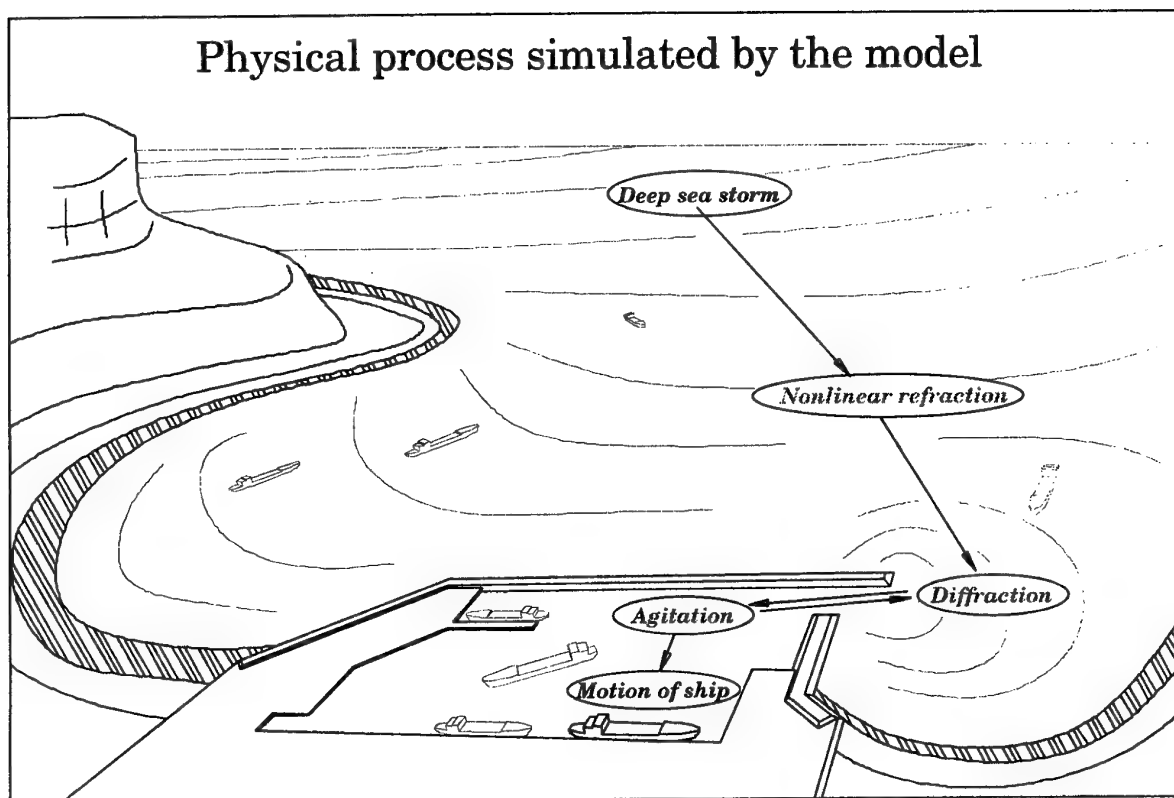 Physical process simulated by the model
Deep sea storm
Nonlinear refraction
Diffraction
Agitation
Motion of ship